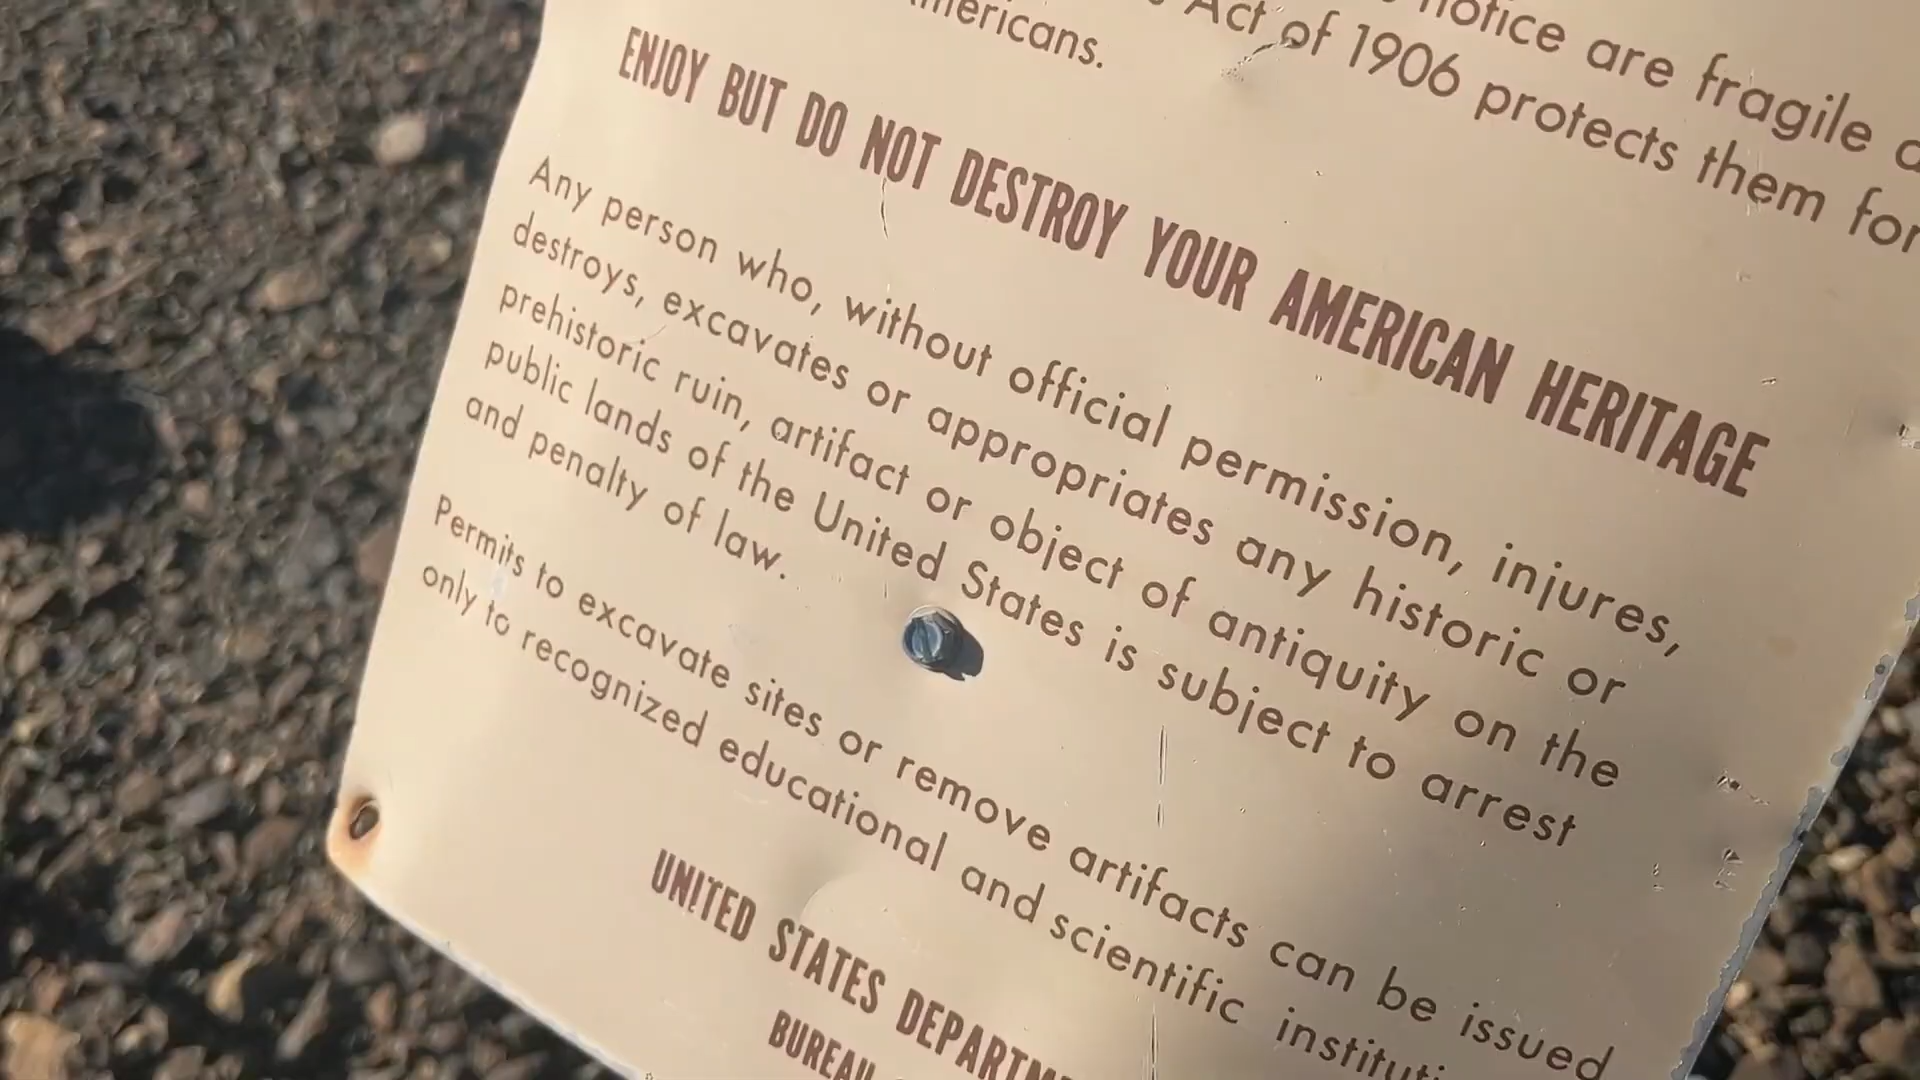 notice are fragile
Act of 1906 protects them for
ENJOY BUT DO NOT DESTROY YOUR AMERICAN HERITAGE
Any person who, without official permission, injures,
destroys, excavates or appropriates any historic or
prehistoric ruin, artifact or object of antiquity on the
public lands of the United States is subject to arrest
and penalty of law.
Permits to excavate sites or remove artifacts can be issued
only to recognized educational and scientific
UNITED STATES
BUREAU